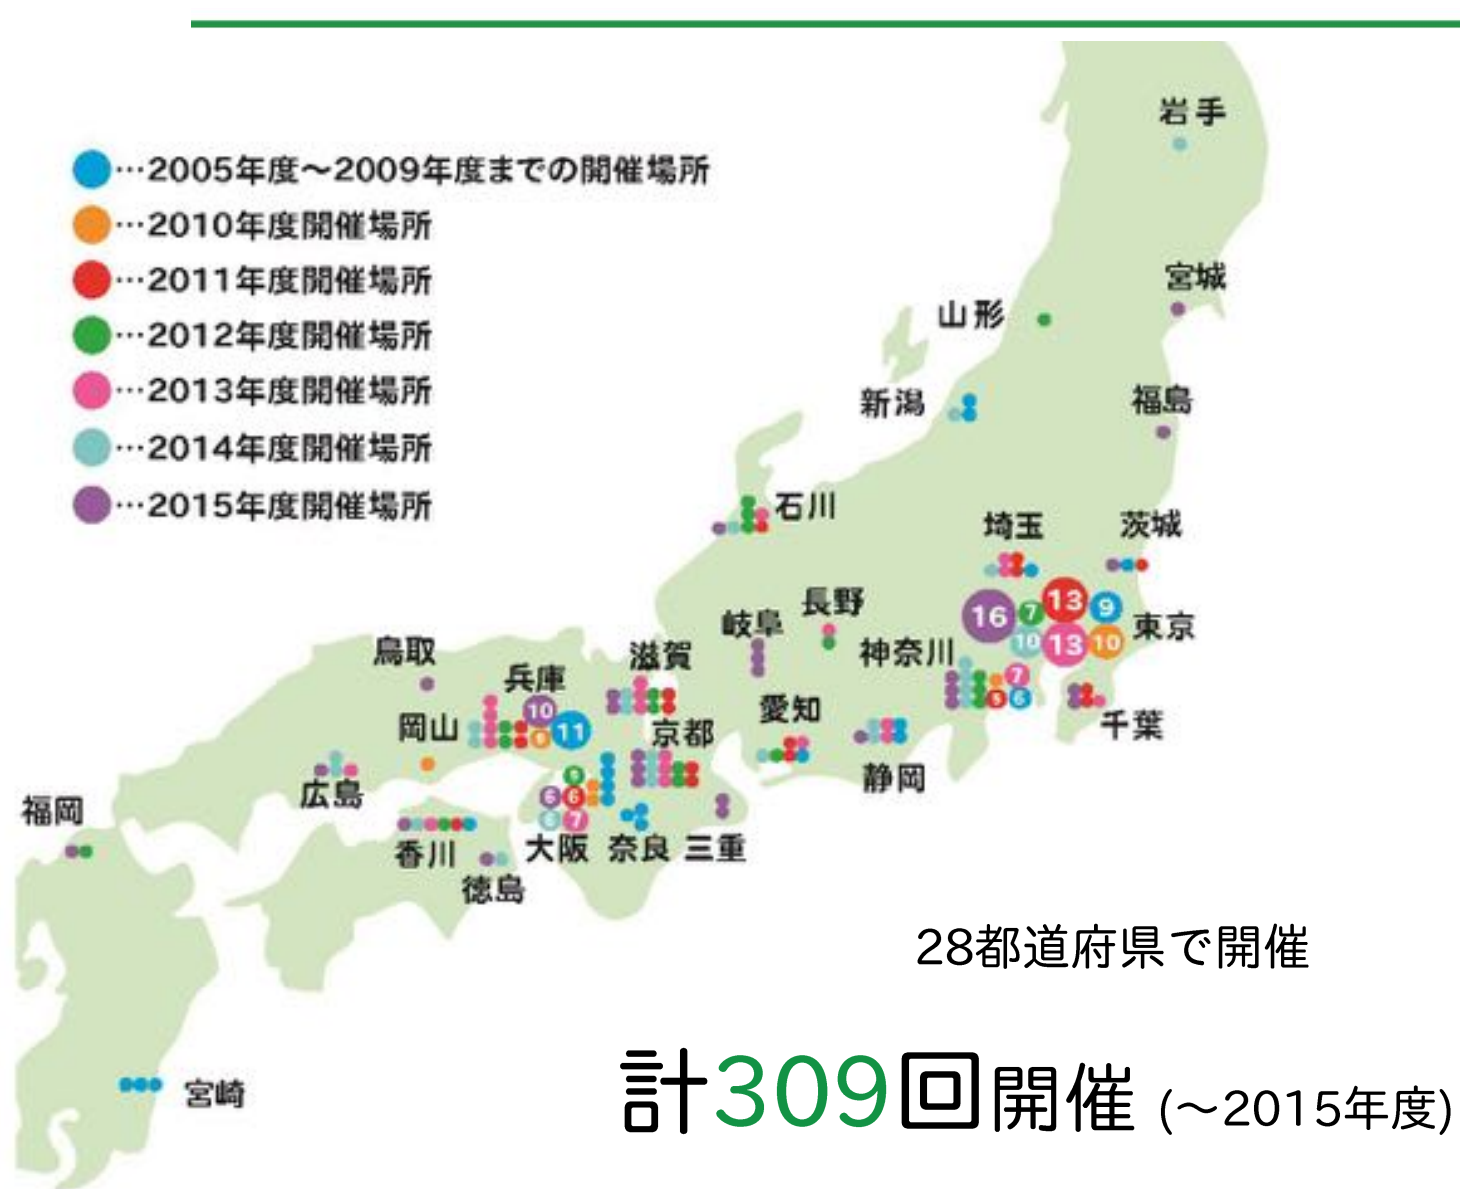 …2005年度～2009年度までの開催場所
…2010年度開催場所
…2011年度開催場所
…2012年度開催場所
…2013年度開催場所
…2014年度開催場所
…2015年度開催場所
岩手
宮城
山形
新潟
福島
石川
埼玉
茨城
16
7
13
9
10
13
10
東京
長野
岐阜
神奈川
7
5
6
千葉
鳥取
兵庫
滋賀
10
11
岡山
愛知
京都
静岡
広島
6
6
7
福岡
香川
大阪
奈良
三重
徳島
宮崎
28都道府県で開催
計309回開催 (～2015年度)